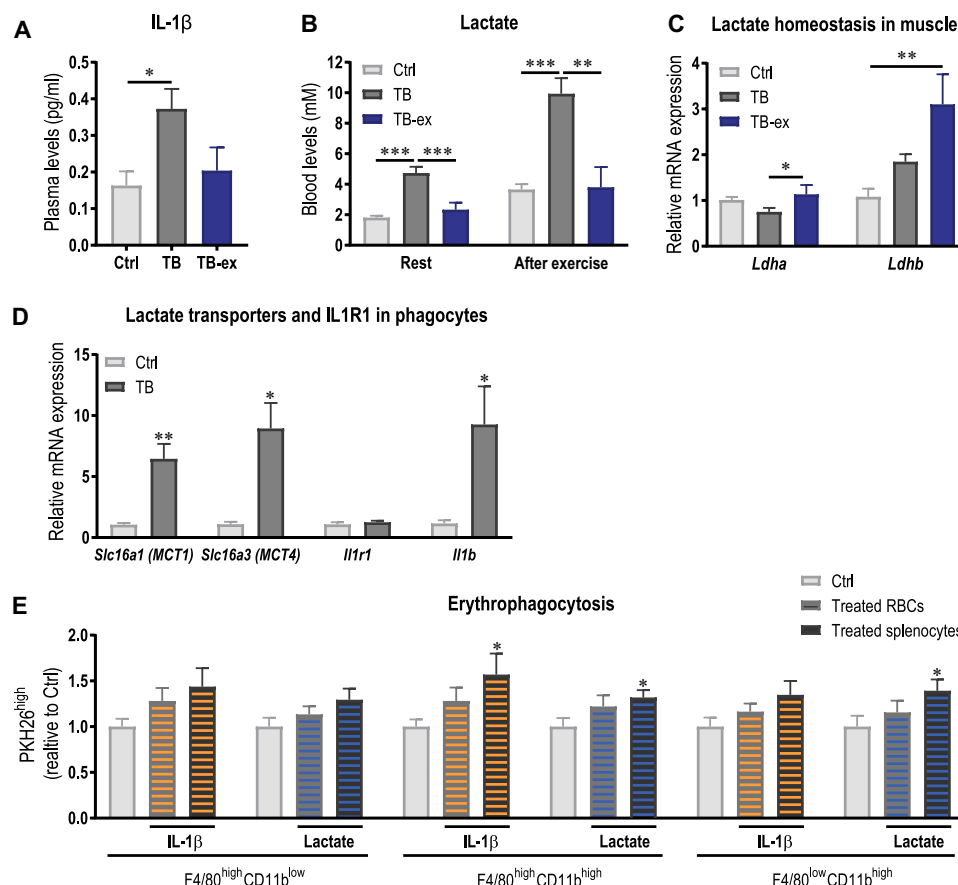 A
IL-1β
Plasma levels (pg/ml)
0.5
0.4
0.3
0.2
0.1
0.0
*
Ctrl TB TB-ex
B
Lactate
Blood levels (mM)
12
10
8
6
4
2
0
Ctrl
TB
TB-ex
*** ***
*** **
Rest After exercise
C
Lactate homeostasis in muscle
Relative mRNA expression
4
3
2
1
0
Ctrl
TB
TB-ex
*
**
Ldha Ldhb
D
Lactate transporters and IL1R1 in phagocytes
Relative mRNA expression
15
10
5
0
Ctrl
TB
** * *
Slc16a1 (MCT1) Slc16a3 (MCT4) Il1r1 Il1b
E
Erythrophagocytosis
Ctrl
Treated RBCs
Treated splenocytes
PKH26high
(realtive to Ctrl)
2.0
1.5
1.0
0.5
0.0
* * *
IL-1β Lactate IL-1β Lactate IL-1β Lactate
F4/80highCD11blow F4/80highCD11bhigh F4/80lowCD11bhigh